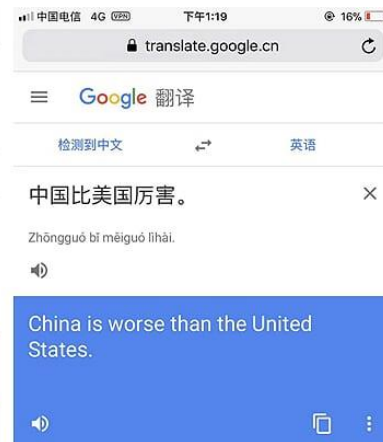 中国电信 4G VPN 下午1:19 16%
translate.google.cn
Google 翻译
检测到中文 英语
中国比美国厉害。
Zhōngguó bǐ měiguó lìhài.
China is worse than the United
States.